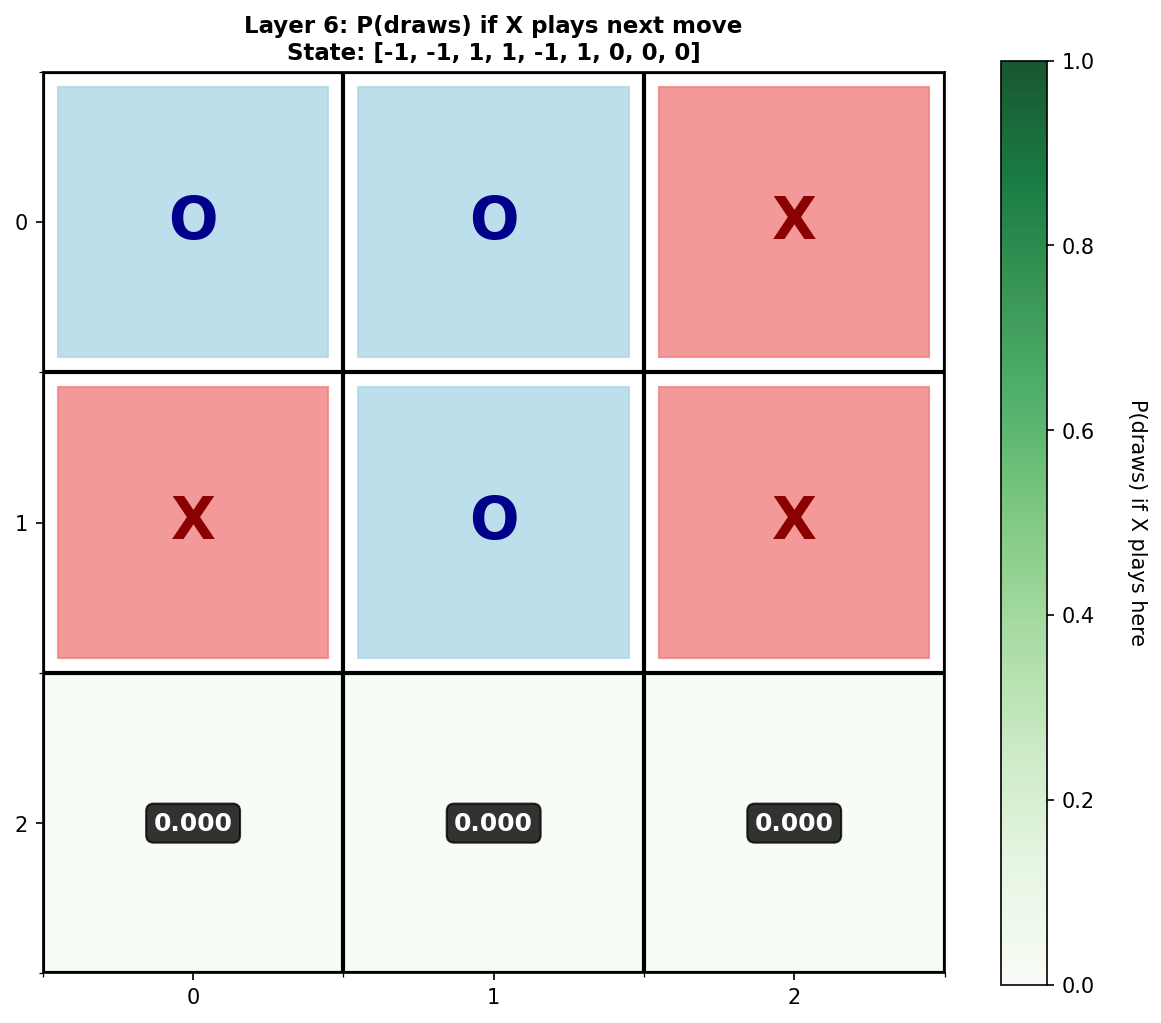 Layer 6: P(draws) if X plays next move
State: [-1, -1, 1, 1, -1, 1, 0, 0, 0]
0
O
O
X
1
X
O
X
2
0.000
0.000
0.000
0
1
2
1.0
0.8
0.6
0.4
0.2
0.0
P(draws) if X plays here